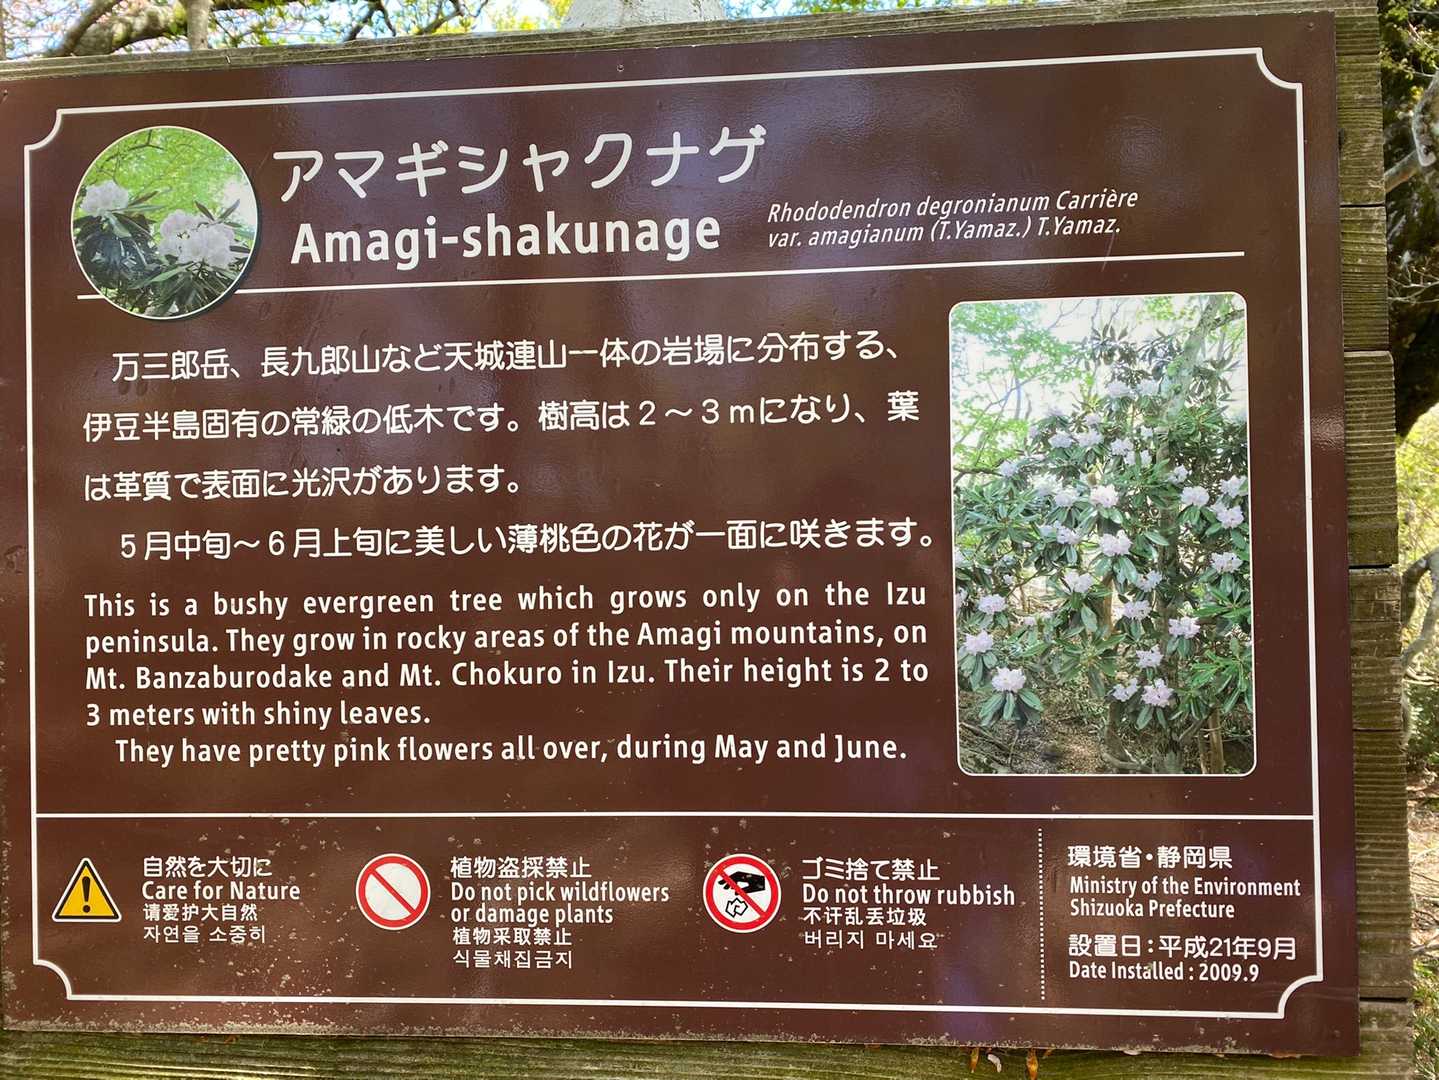 アマギシャクナゲ
Amagi-shakunage
Rhododendron degronianum Carrière
var. amagianum (T.Yamaz.) T.Yamaz.
万三郎岳、長九郎山など天城連山一体の岩場に分布する、
伊豆半島固有の常緑の低木です。樹高は２～３ｍになり、葉
は革質で表面に光沢があります。
５月中旬～６月上旬に美しい薄桃色の花が一面に咲きます。
This is a bushy evergreen tree which grows only on the Izu
peninsula. They grow in rocky areas of the Amagi mountains, on
Mt. Banzaburodake and Mt. Chokuro in Izu. Their height is 2 to
3 meters with shiny leaves.
They have pretty pink flowers all over, during May and June.
自然を大切に
Care for Nature
请爱护大自然
자연을 소중히
植物盗採禁止
Do not pick wildflowers
or damage plants
植物采取禁止
식물채집금지
ゴミ捨て禁止
Do not throw rubbish
不许乱丢垃圾
버리지 마세요
環境省・静岡県
Ministry of the Environment
Shizuoka Prefecture
設置日：平成21年9月
Date Installed : 2009.9